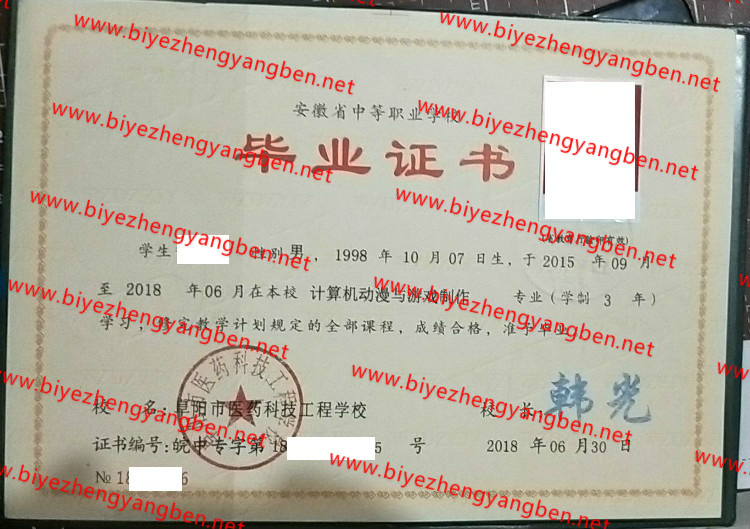 安徽省中等职业学校
毕业证书
学生 性别 男 ，1998 年 10 月 07 日生，于 2015 年 09 月
至 2018 年 06 月在本校 计算机动漫与游戏制作 专业（学制 3 年）
学习，修完教学计划规定的全部课程，成绩合格，准予毕业。
校 名：阜阳市医药科技工程学校 校 长：韩光
证书编号：皖中专字第 18 5 号 2018 年 06 月 30 日
№ 18 6
www.biyezhengyangben.net